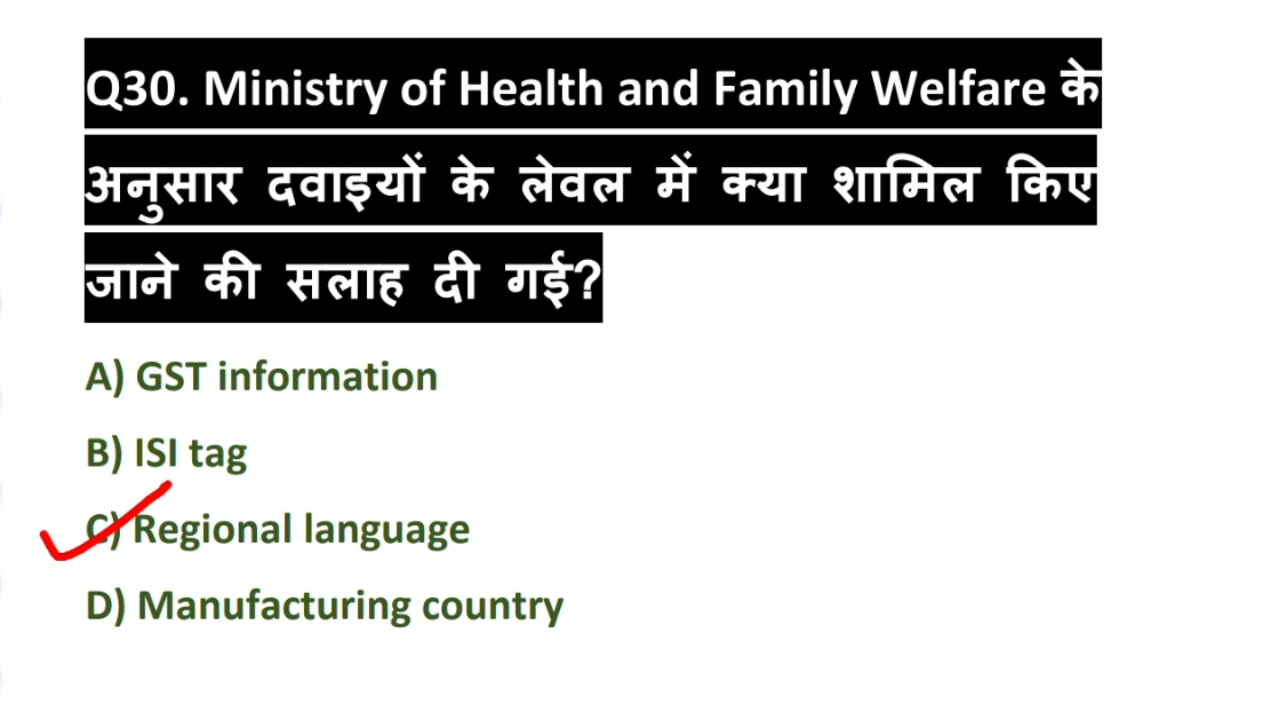 Q30. Ministry of Health and Family Welfare के
अनुसार दवाइयों के लेवल में क्या शामिल किए
जाने की सलाह दी गई?
A) GST information
B) ISI tag
C) Regional language
D) Manufacturing country